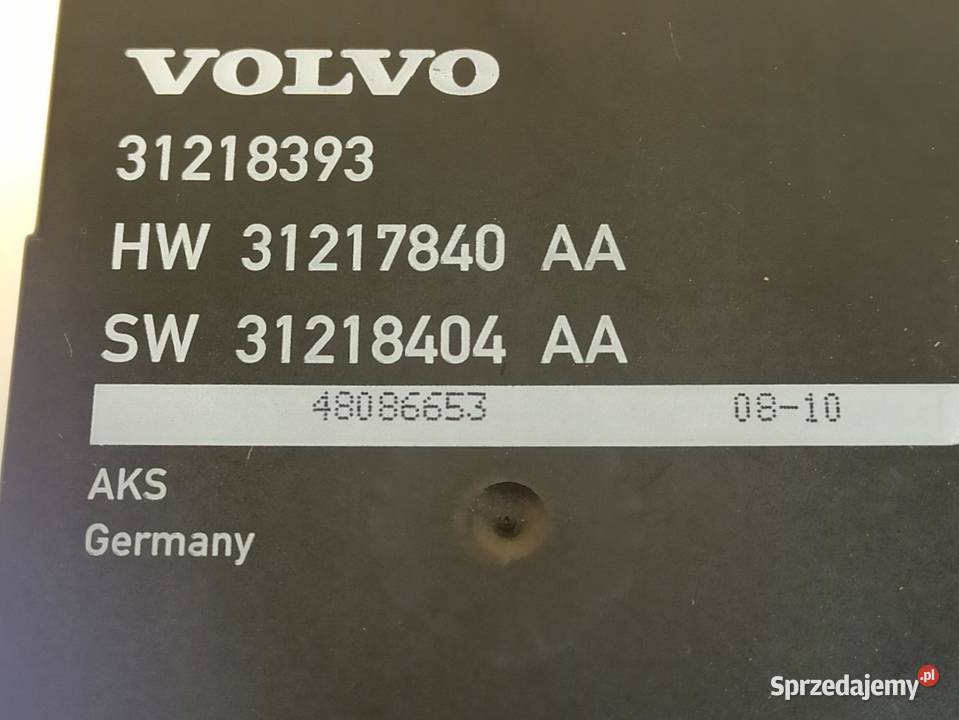 VOLVO
31218393
HW 31217840 AA
SW 31218404 AA
48086653 08-10
AKS
Germany
Sprzedajemy.pl